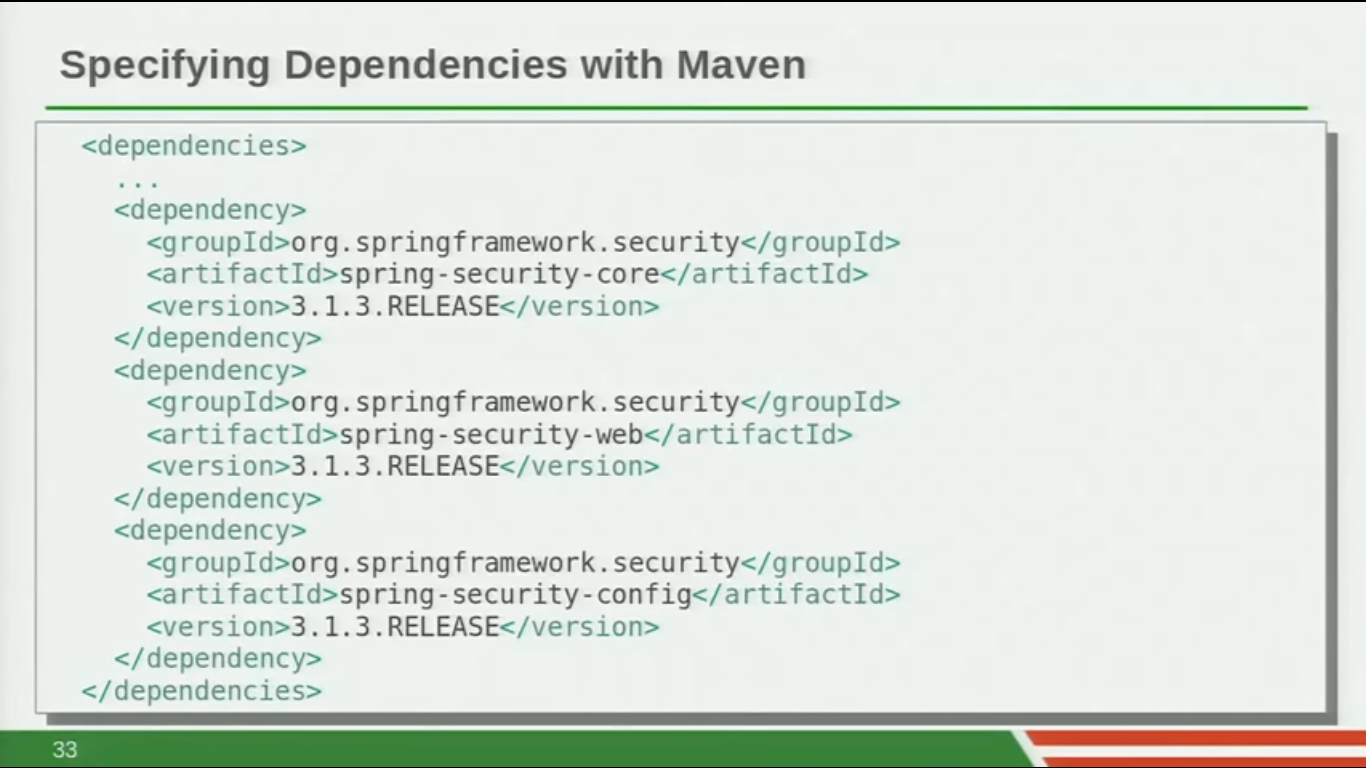 Specifying Dependencies with Maven
<dependencies>
...
<dependency>
<groupId>org.springframework.security</groupId>
<artifactId>spring-security-core</artifactId>
<version>3.1.3.RELEASE</version>
</dependency>
<dependency>
<groupId>org.springframework.security</groupId>
<artifactId>spring-security-web</artifactId>
<version>3.1.3.RELEASE</version>
</dependency>
<dependency>
<groupId>org.springframework.security</groupId>
<artifactId>spring-security-config</artifactId>
<version>3.1.3.RELEASE</version>
</dependency>
</dependencies>
33